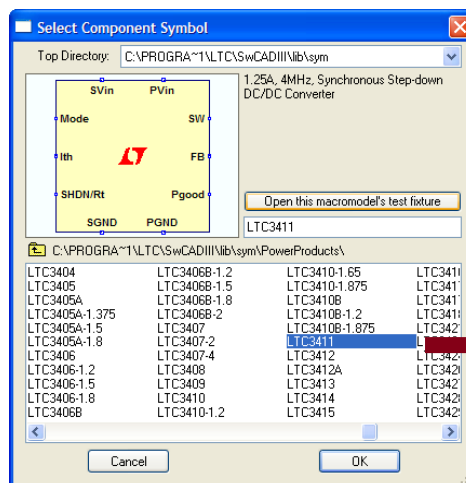 Select Component Symbol
Top Directory: C:\PROGRA~1\LTC\SwCADIII\lib\sym
SVin PVin
Mode SW
Ith FB
SHDN/Rt Pgood
SGND PGND
1.25A, 4MHz, Synchronous Step-down
DC/DC Converter
Open this macromodel's test fixture
LTC3411
C:\PROGRA~1\LTC\SwCADIII\lib\sym\PowerProducts\
LTC3404 LTC3406B-1.2 LTC3410-1.65
LTC3405 LTC3406B-1.5 LTC3410-1.875
LTC3405A LTC3406B-1.8 LTC3410B
LTC3405A-1.375 LTC3406B-2 LTC3410B-1.2
LTC3405A-1.5 LTC3407 LTC3410B-1.875
LTC3405A-1.8 LTC3407-2 LTC3411
LTC3406 LTC3407-4 LTC3412
LTC3406-1.2 LTC3408 LTC3412A
LTC3406-1.5 LTC3409 LTC3413
LTC3406-1.8 LTC3410 LTC3414
LTC3406B LTC3410-1.2 LTC3415
Cancel OK